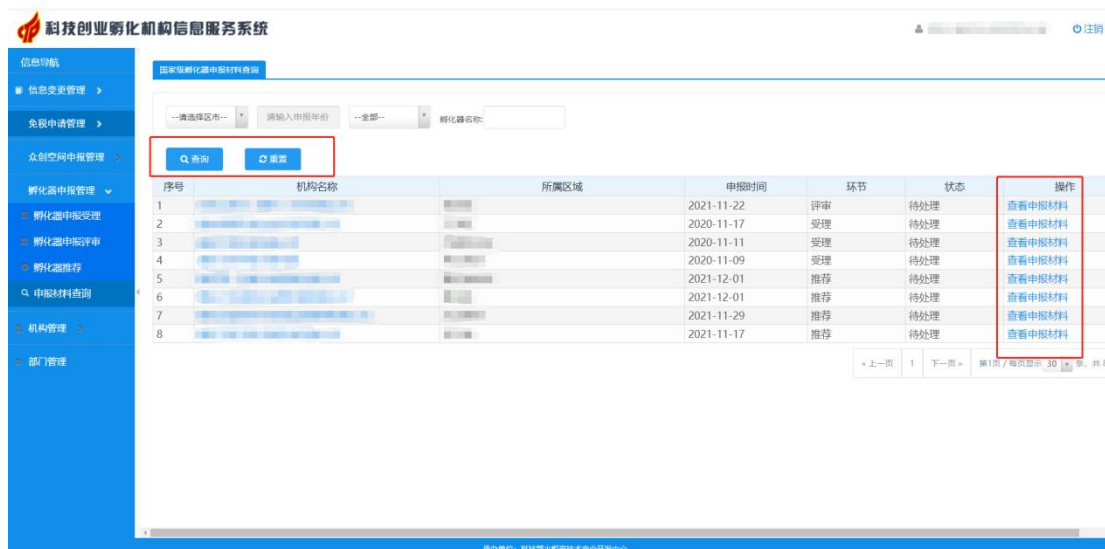 科技创业孵化机构信息服务系统
注销
信息导航
信息变更管理
免税申请管理
众创空间申报管理
孵化器申报管理
孵化器申报受理
孵化器申报评审
孵化器推荐
申报材料查询
机构管理
部门管理
国家级孵化器申报材料查询
--请选择区市-- 请输入申报年份 --全部-- 孵化器名称:
查询 重置
序号 机构名称 所属区域 申报时间 环节 状态 操作
1 2021-11-22 评审 待处理 查看申报材料
2 2020-11-17 受理 待处理 查看申报材料
3 2020-11-11 受理 待处理 查看申报材料
4 2020-11-09 受理 待处理 查看申报材料
5 2021-12-01 推荐 待处理 查看申报材料
6 2021-12-01 推荐 待处理 查看申报材料
7 2021-11-29 推荐 待处理 查看申报材料
8 2021-11-17 推荐 待处理 查看申报材料
«上一页 1 下一页» 第1页 / 每页显示 30 条，共